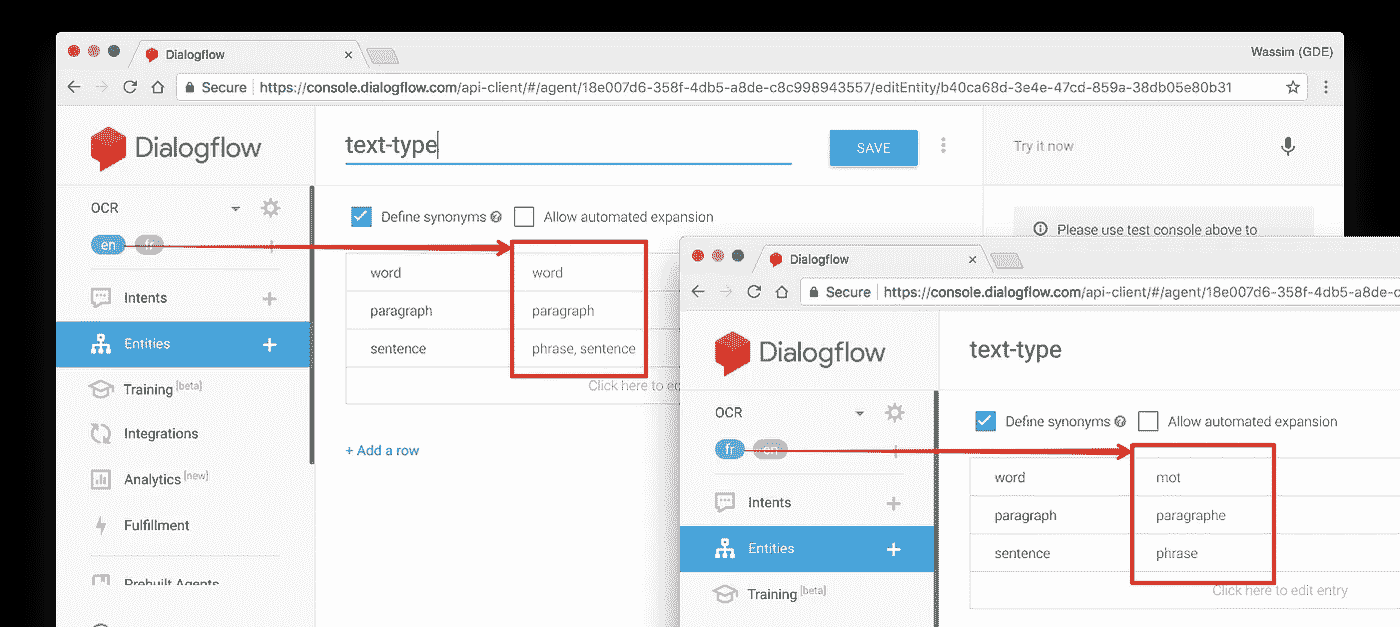 Dialogflow
Wassim (GDE)
Secure https://console.dialogflow.com/api-client/#/agent/18e007d6-358f-4db5-a8de-c8c998943557/editEntity/b40ca68d-3e4e-47cd-859a-38db05e80b31
Dialogflow
text-type
SAVE
Try it now
OCR
Define synonyms
Allow automated expansion
Please use test console above to
en fr
word word
paragraph paragraph
sentence phrase, sentence
Click here to ed
+ Add a row
Intents
Entities
Training [beta]
Integrations
Analytics [new]
Fulfillment
Prebuilt Agents
Dialogflow
Secure https://console.dialogflow.com/api-client/#/agent/18e007d6-358f-4db5-a8de-c
Dialogflow
text-type
OCR
Define synonyms
Allow automated expansion
fr en
word mot
paragraph paragraphe
sentence phrase
Click here to edit entry
Intents
Entities
Training [beta]